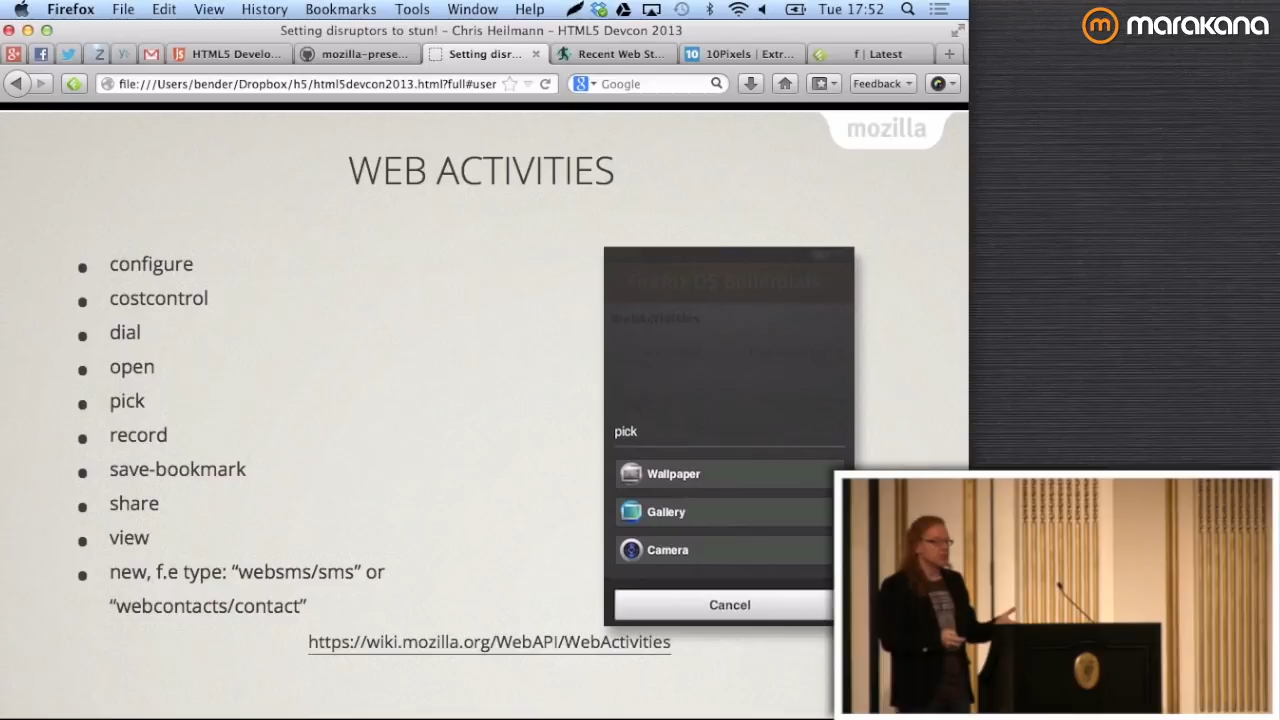 Firefox File Edit View History Bookmarks Tools Window Help Tue 17:52
marakana
Setting disruptors to stun! – Chris Heilmann – HTML5 Devcon 2013
HTML5 Develo... mozilla-prese... Setting disr... Recent Web St... 10Pixels | Extr... f | Latest
file:///Users/bender/Dropbox/h5/html5devcon2013.html?full#user Google Feedback
mozilla
WEB ACTIVITIES
configure
costcontrol
dial
open
pick
record
save-bookmark
share
view
new, f.e type: “websms/sms” or
“webcontacts/contact”
Firefox OS Boilerplate
WebActivities
pick
Wallpaper
Gallery
Camera
Cancel
https://wiki.mozilla.org/WebAPI/WebActivities